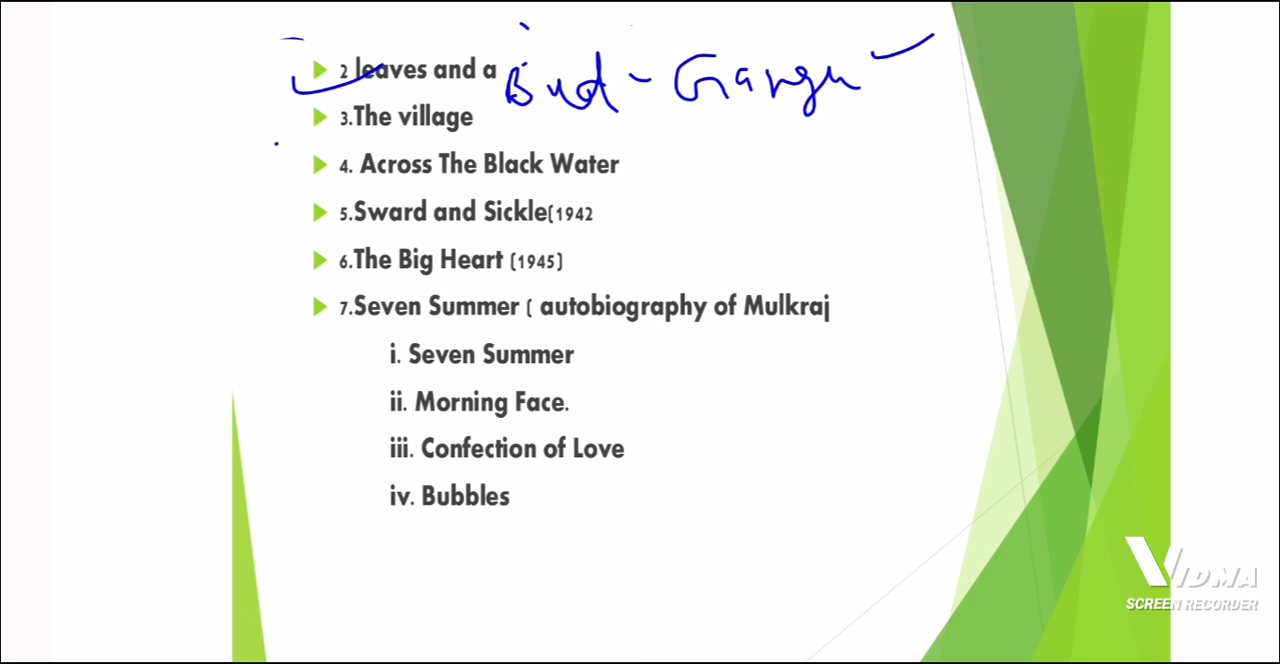 2 leaves and a Bud - Gangu
3.The village
4. Across The Black Water
5.Sward and Sickle(1942
6.The Big Heart (1945)
7.Seven Summer ( autobiography of Mulkraj
i. Seven Summer
ii. Morning Face.
iii. Confection of Love
iv. Bubbles
VIDMA
SCREEN RECORDER